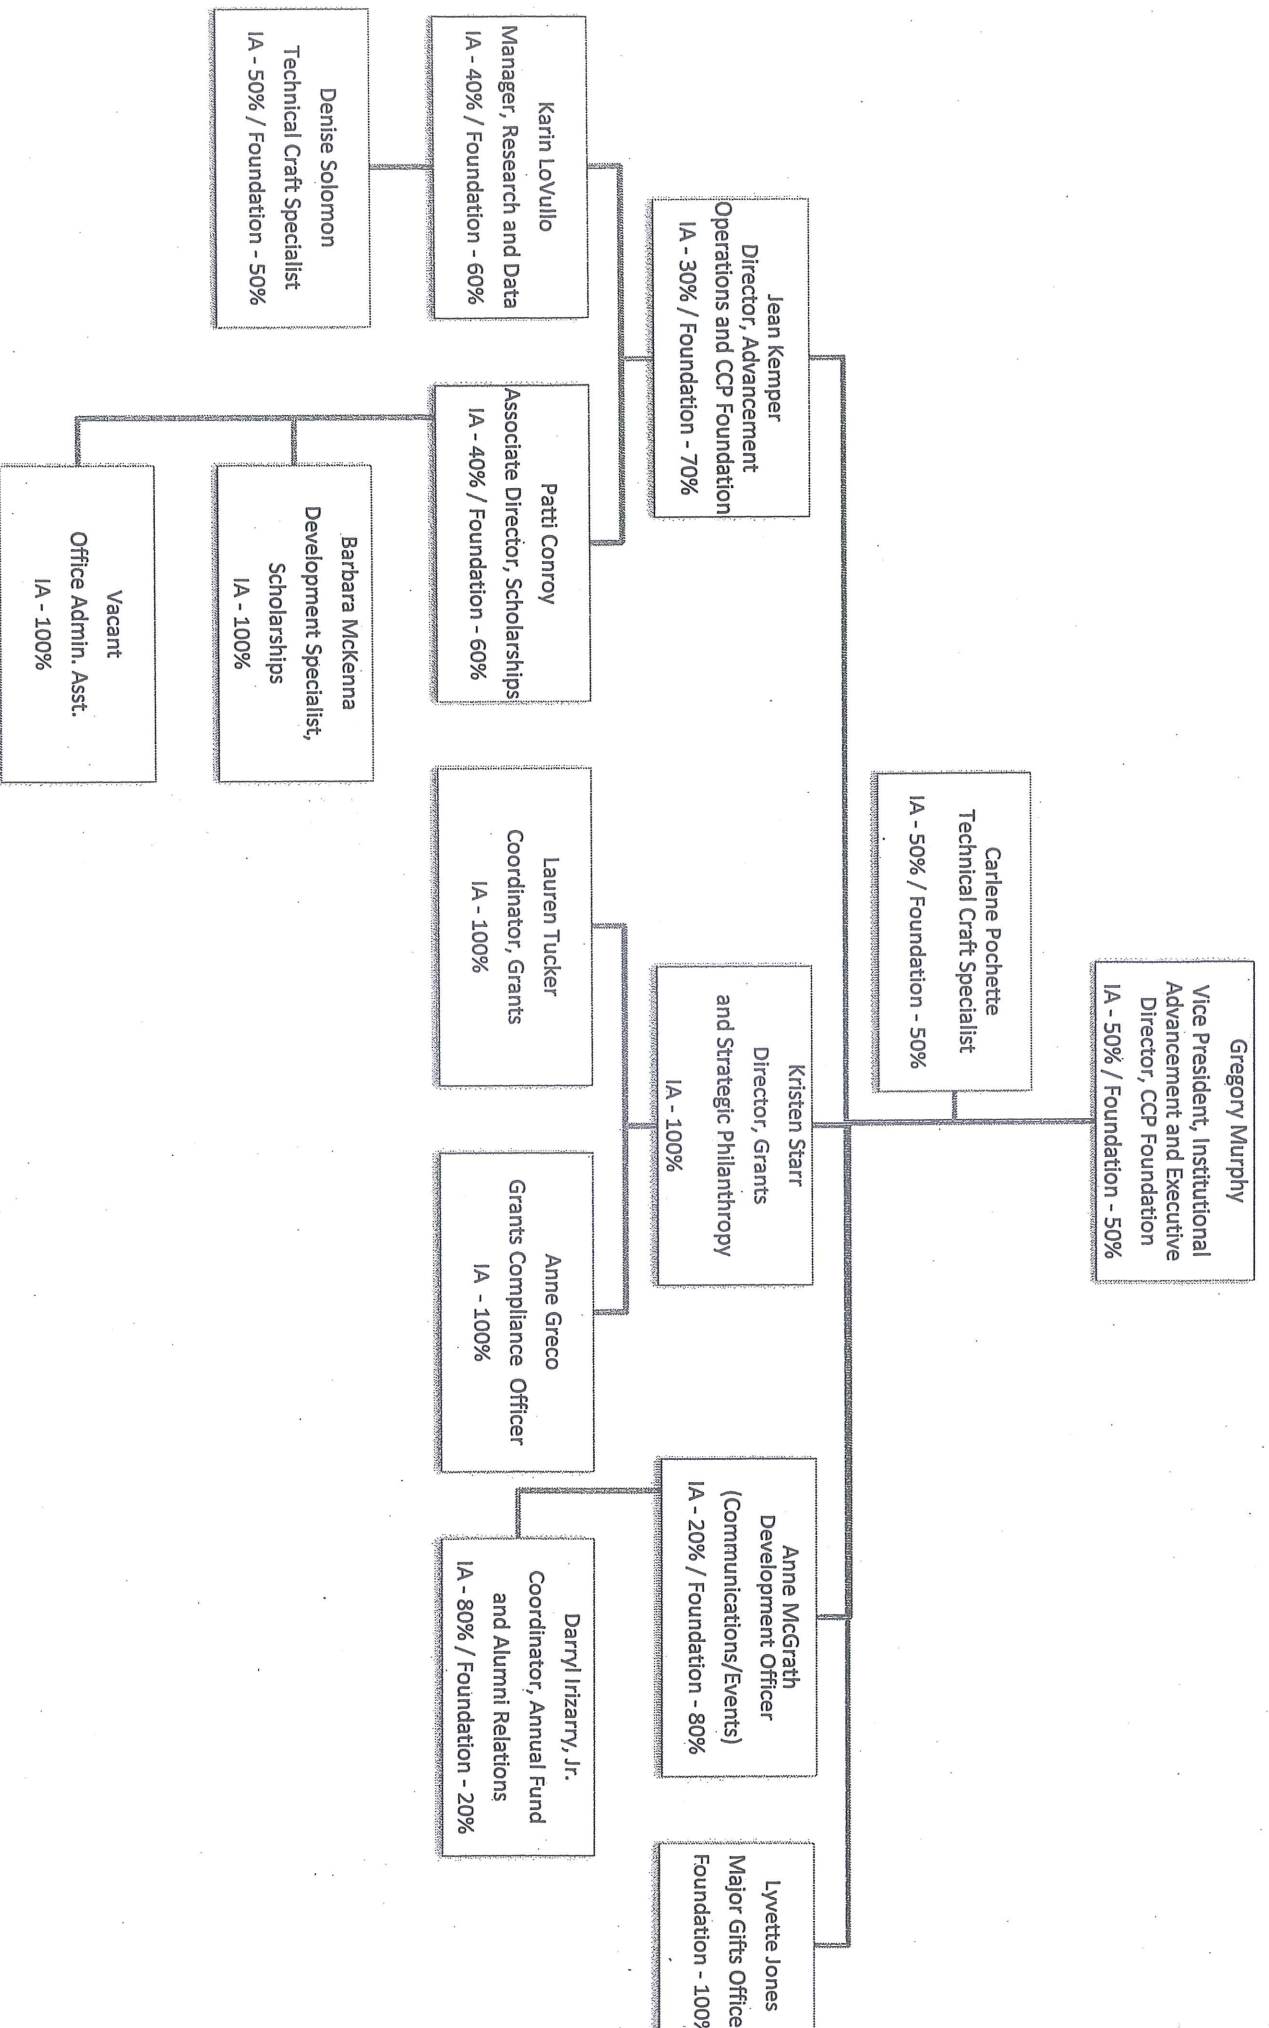 Gregory Murphy
Vice President, Institutional
Advancement and Executive
Director, CCP Foundation
IA - 50% / Foundation - 50%
Carlene Pochette
Technical Craft Specialist
IA - 50% / Foundation - 50%
Jean Kemper
Director, Advancement
Operations and CCP Foundation
IA - 30% / Foundation - 70%
Kristen Starr
Director, Grants
and Strategic Philanthropy
IA - 100%
Anne McGrath
Development Officer
(Communications/Events)
IA - 20% / Foundation - 80%
Lyvette Jones
Major Gifts Office
Foundation - 100%
Karin LoVullo
Manager, Research and Data
IA - 40% / Foundation - 60%
Patti Conroy
Associate Director, Scholarships
IA - 40% / Foundation - 60%
Lauren Tucker
Coordinator, Grants
IA - 100%
Anne Greco
Grants Compliance Officer
IA - 100%
Darryl Irizarry, Jr.
Coordinator, Annual Fund
and Alumni Relations
IA - 80% / Foundation - 20%
Denise Solomon
Technical Craft Specialist
IA - 50% / Foundation - 50%
Barbara McKenna
Development Specialist,
Scholarships
IA - 100%
Vacant
Office Admin. Asst.
IA - 100%